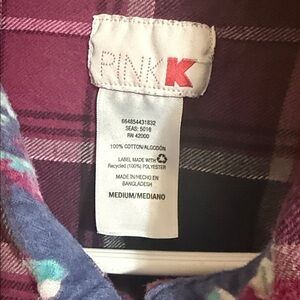 PINK K
664854431832
SEAS: 5016
RN 42000
100% COTTON/ALGODÓN
LABEL MADE WITH
Recycled (100%) POLYESTER
MADE IN/HECHO EN
BANGLADESH
MEDIUM/MEDIANO